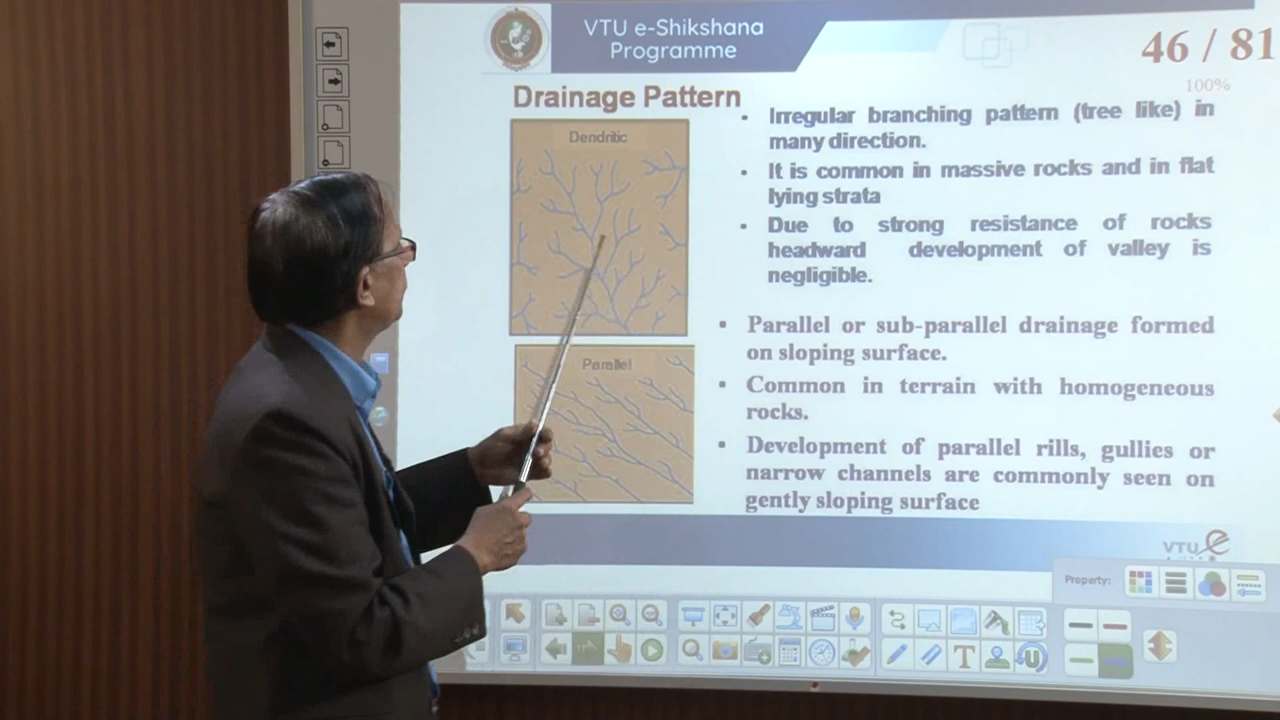 VTU e-Shikshana
Programme
46 / 81
100%
Drainage Pattern
Dendritic
• Irregular branching pattern (tree like) in
many direction.
• It is common in massive rocks and in flat
lying strata
• Due to strong resistance of rocks
headward development of valley is
negligible.
Parallel
▪ Parallel or sub-parallel drainage formed
on sloping surface.
▪ Common in terrain with homogeneous
rocks.
▪ Development of parallel rills, gullies or
narrow channels are commonly seen on
gently sloping surface
VTU e
Property:
T